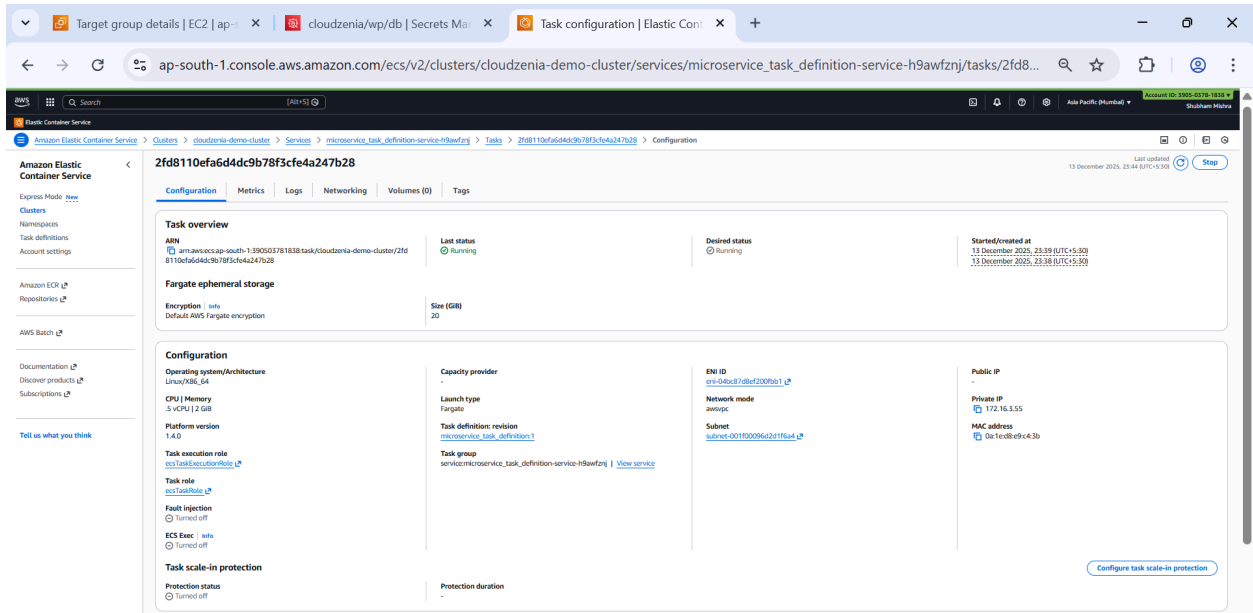 Target group details | EC2 | ap-s
cloudzenia/wp/db | Secrets Man
Task configuration | Elastic Cont
ap-south-1.console.aws.amazon.com/ecs/v2/clusters/cloudzenia-demo-cluster/services/microservice_task_definition-service-h9awfznj/tasks/2fd8...
aws
Search
[Alt+S]
Asia Pacific (Mumbai)
Account ID: 3905-0378-1838
Shubham Mishra
Elastic Container Service
Amazon Elastic Container Service > Clusters > cloudzenia-demo-cluster > Services > microservice_task_definition-service-h9awfznj > Tasks > 2fd8110efa6d4dc9b78f3cfe4a247b28 > Configuration
Amazon Elastic
Container Service
Express Mode New
Clusters
Namespaces
Task definitions
Account settings
Amazon ECR
Repositories
AWS Batch
Documentation
Discover products
Subscriptions
Tell us what you think
2fd8110efa6d4dc9b78f3cfe4a247b28
Last updated
13 December 2025, 23:44 (UTC+5:30)
Stop
Configuration Metrics Logs Networking Volumes (0) Tags
Task overview
ARN
arn:aws:ecs:ap-south-1:390503781838:task/cloudzenia-demo-cluster/2fd
8110efa6d4dc9b78f3cfe4a247b28
Last status
Running
Desired status
Running
Started/created at
13 December 2025, 23:39 (UTC+5:30)
13 December 2025, 23:38 (UTC+5:30)
Fargate ephemeral storage
Encryption Info
Default AWS Fargate encryption
Size (GiB)
20
Configuration
Operating system/Architecture
Linux/X86_64
CPU | Memory
.5 vCPU | 2 GiB
Platform version
1.4.0
Task execution role
ecsTaskExecutionRole
Task role
ecsTaskRole
Fault injection
Turned off
ECS Exec Info
Turned off
Capacity provider
-
Launch type
Fargate
Task definition: revision
microservice_task_definition:1
Task group
service:microservice_task_definition-service-h9awfznj | View service
ENI ID
eni-04bc87d8ef200fbb1
Network mode
awsvpc
Subnet
subnet-001f00096d2d1f6a4
Public IP
-
Private IP
172.16.3.55
MAC address
0a:1e:d8:e9:c4:3b
Task scale-in protection
Configure task scale-in protection
Protection status
Turned off
Protection duration
-